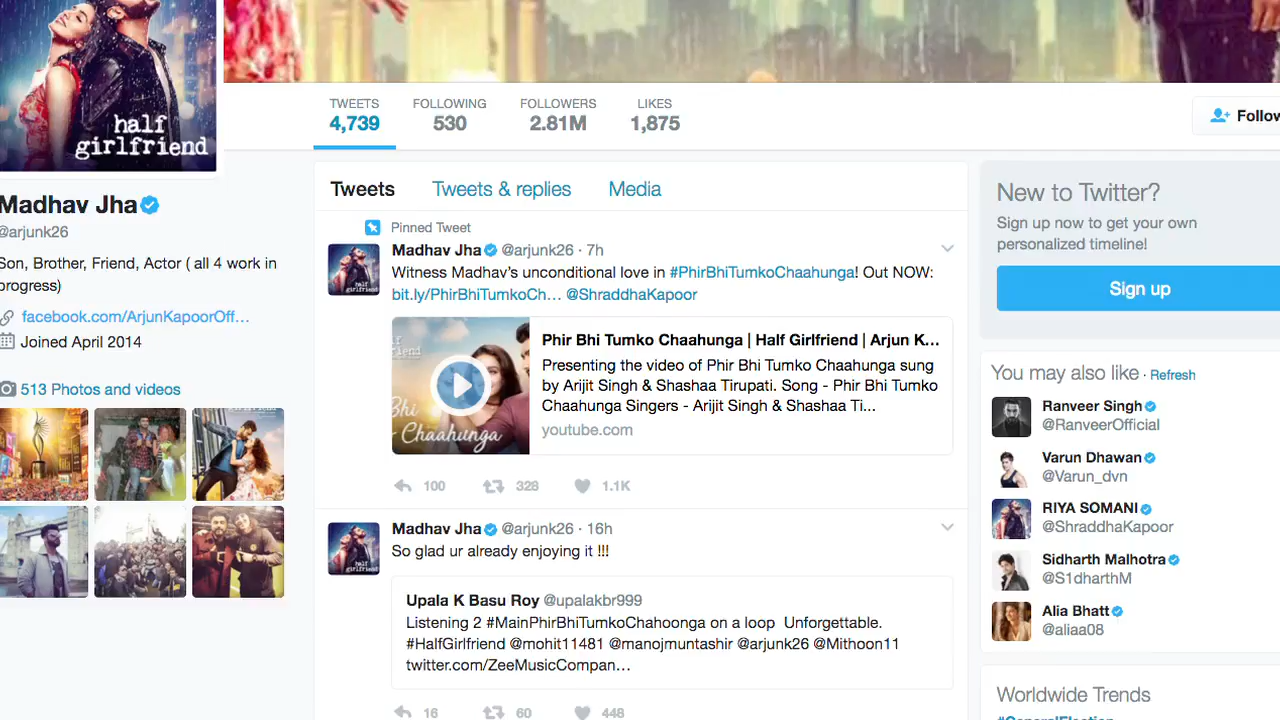 half
girlfriend
TWEETS FOLLOWING FOLLOWERS LIKES
4,739 530 2.81M 1,875
Follow
Madhav Jha
@arjunk26
Son, Brother, Friend, Actor ( all 4 work in
progress)
facebook.com/ArjunKapoorOff…
Joined April 2014
513 Photos and videos
Tweets Tweets & replies Media
Pinned Tweet
Madhav Jha @arjunk26 · 7h
Witness Madhav's unconditional love in #PhirBhiTumkoChaahunga! Out NOW:
bit.ly/PhirBhiTumkoCh… @ShraddhaKapoor
Phir Bhi Tumko Chaahunga | Half Girlfriend | Arjun K...
Presenting the video of Phir Bhi Tumko Chaahunga sung
by Arijit Singh & Shashaa Tirupati. Song - Phir Bhi Tumko
Chaahunga Singers - Arijit Singh & Shashaa Ti...
youtube.com
Chaahunga
100 328 1.1K
Madhav Jha @arjunk26 · 16h
So glad ur already enjoying it !!!
Upala K Basu Roy @upalakbr999
Listening 2 #MainPhirBhiTumkoChahoonga on a loop Unforgettable.
#HalfGirlfriend @mohit11481 @manojmuntashir @arjunk26 @Mithoon11
twitter.com/ZeeMusicCompan…
16 60 448
New to Twitter?
Sign up now to get your own
personalized timeline!
Sign up
You may also like · Refresh
Ranveer Singh
@RanveerOfficial
Varun Dhawan
@Varun_dvn
RIYA SOMANI
@ShraddhaKapoor
Sidharth Malhotra
@S1dharthM
Alia Bhatt
@aliaa08
Worldwide Trends
#GeneralElection